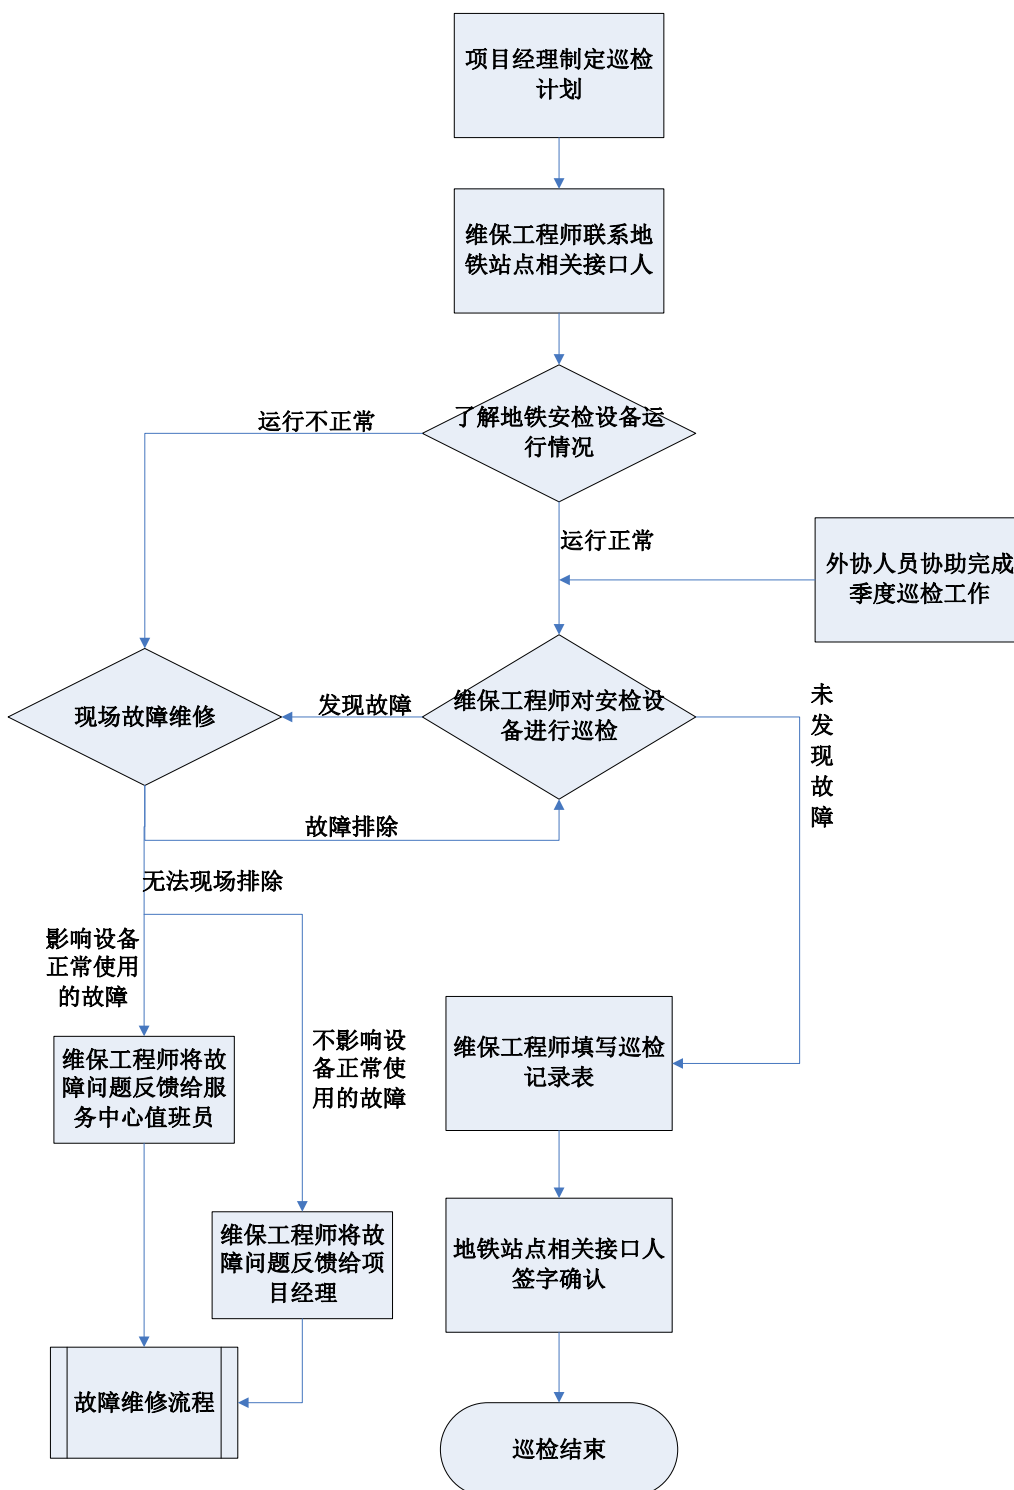 项目经理制定巡检
计划
维保工程师联系地
铁站点相关接口人
了解地铁安检设备运
行情况
运行不正常
运行正常
外协人员协助完成
季度巡检工作
维保工程师对安检设
备进行巡检
发现故障
现场故障维修
未
发
现
故
障
故障排除
无法现场排除
影响设备
正常使用
的故障
不影响设
备正常使
用的故障
维保工程师将故
障问题反馈给服
务中心值班员
维保工程师填写巡检
记录表
维保工程师将故
障问题反馈给项
目经理
地铁站点相关接口人
签字确认
故障维修流程
巡检结束